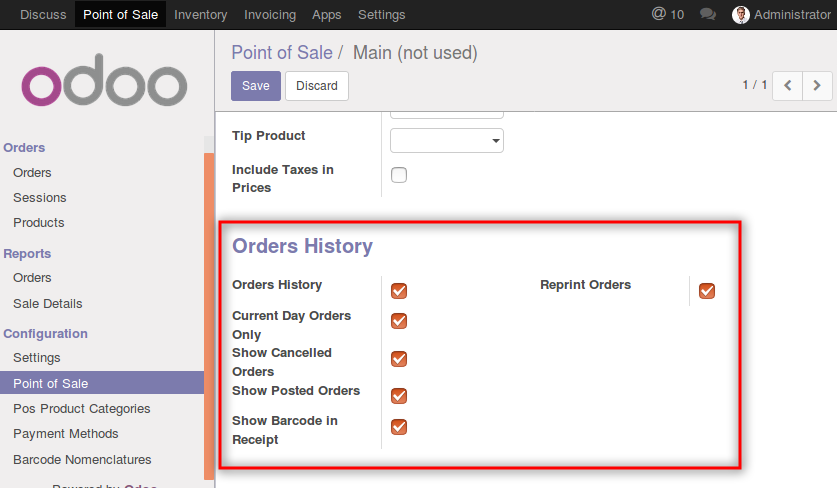 Discuss Point of Sale Inventory Invoicing Apps Settings @ 10 Administrator
odoo
Point of Sale / Main (not used)
Save Discard 1 / 1
Orders
Orders
Sessions
Products
Reports
Orders
Sale Details
Configuration
Settings
Point of Sale
Pos Product Categories
Payment Methods
Barcode Nomenclatures
Powered by Odoo
Tip Product
Include Taxes in
Prices
Orders History
Orders History
Current Day Orders
Only
Show Cancelled
Orders
Show Posted Orders
Show Barcode in
Receipt
Reprint Orders